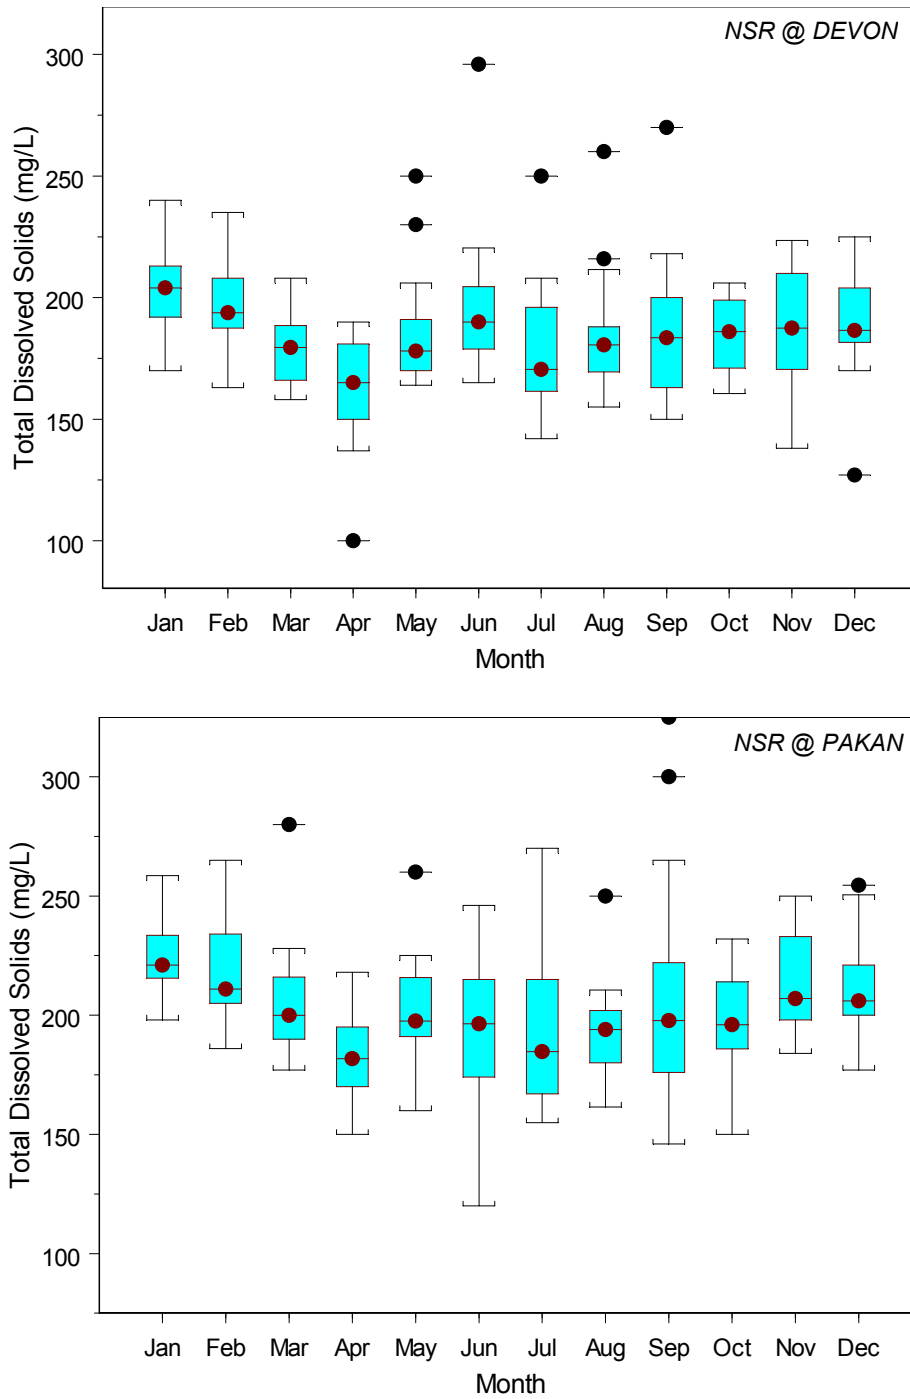 NSR @ DEVON
Total Dissolved Solids (mg/L)
300
250
200
150
100
Jan Feb Mar Apr May Jun Jul Aug Sep Oct Nov Dec
Month
NSR @ PAKAN
Total Dissolved Solids (mg/L)
300
250
200
150
100
Jan Feb Mar Apr May Jun Jul Aug Sep Oct Nov Dec
Month